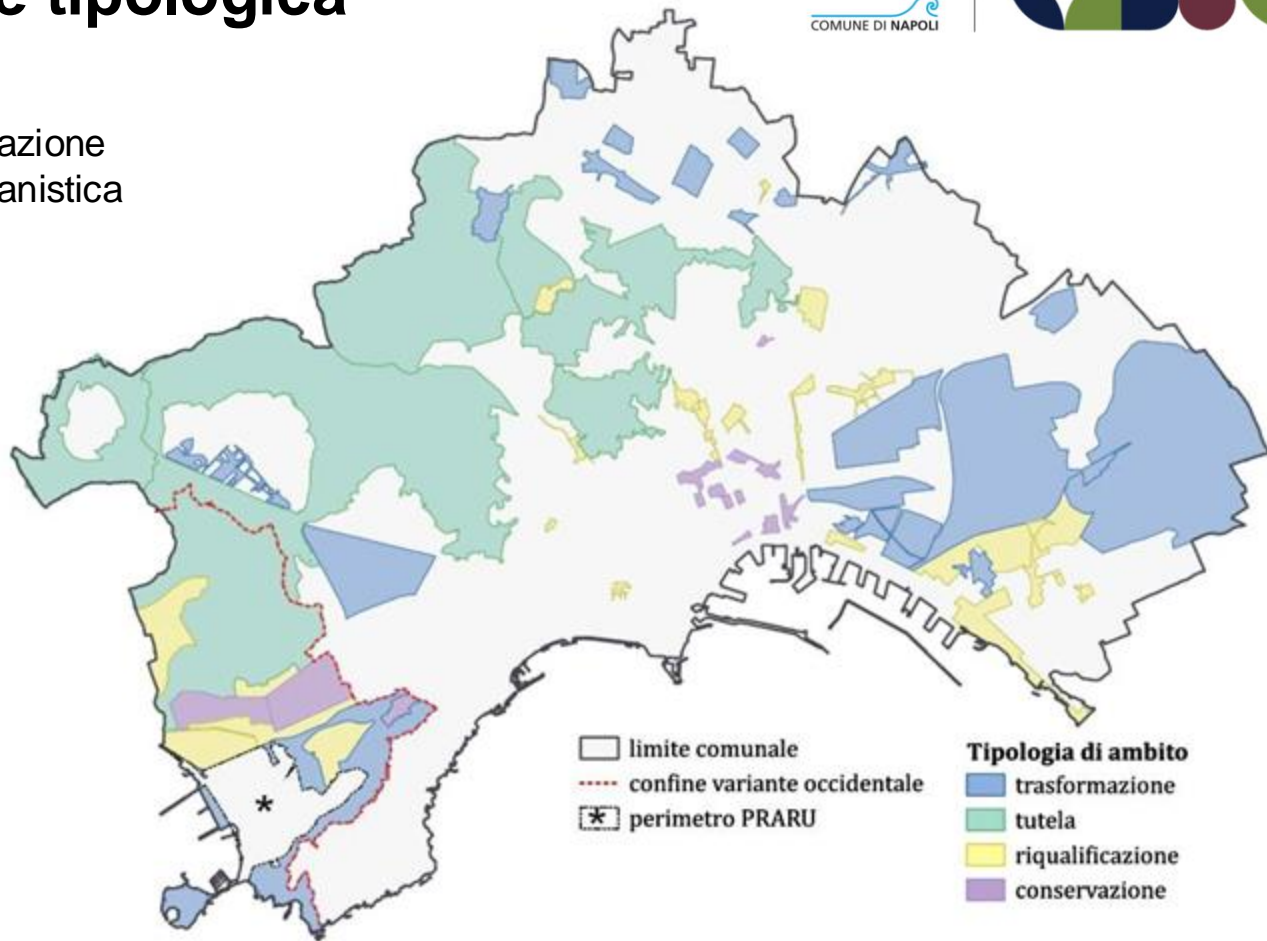 e tipologica
COMUNE DI NAPOLI
azione
anistica
limite comunale
confine variante occidentale
* perimetro PRARU
Tipologia di ambito
trasformazione
tutela
riqualificazione
conservazione
*